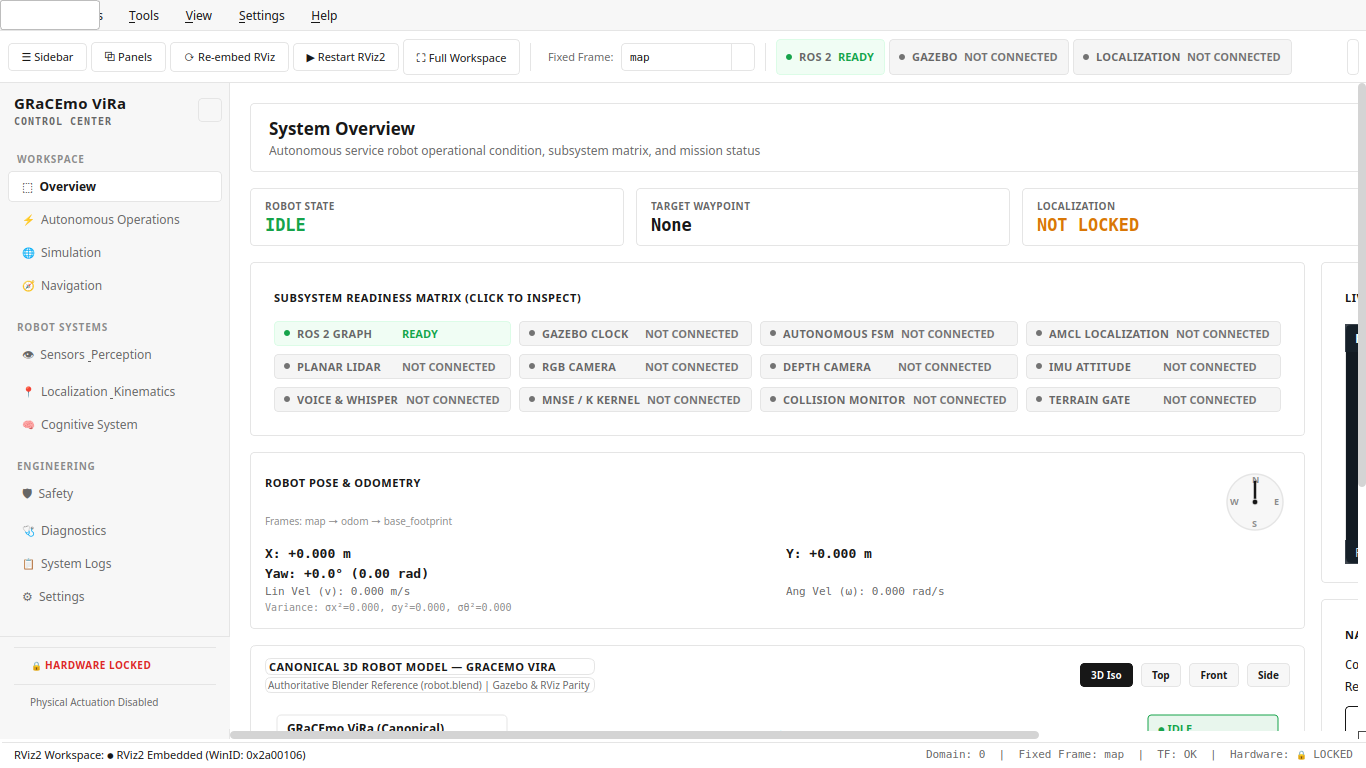 s Tools View Settings Help
☰ Sidebar Panels ⟳ Re-embed RViz ▶ Restart RViz2 ⛶ Full Workspace Fixed Frame: map ● ROS 2 READY ● GAZEBO NOT CONNECTED ● LOCALIZATION NOT CONNECTED
GRaCEmo ViRa
CONTROL CENTER
WORKSPACE
Overview
Autonomous Operations
Simulation
Navigation
ROBOT SYSTEMS
Sensors _Perception
Localization _Kinematics
Cognitive System
ENGINEERING
Safety
Diagnostics
System Logs
Settings
HARDWARE LOCKED
Physical Actuation Disabled
System Overview
Autonomous service robot operational condition, subsystem matrix, and mission status
ROBOT STATE
IDLE
TARGET WAYPOINT
None
LOCALIZATION
NOT LOCKED
SUBSYSTEM READINESS MATRIX (CLICK TO INSPECT)
● ROS 2 GRAPH READY ● GAZEBO CLOCK NOT CONNECTED ● AUTONOMOUS FSM NOT CONNECTED ● AMCL LOCALIZATION NOT CONNECTED
● PLANAR LIDAR NOT CONNECTED ● RGB CAMERA NOT CONNECTED ● DEPTH CAMERA NOT CONNECTED ● IMU ATTITUDE NOT CONNECTED
● VOICE & WHISPER NOT CONNECTED ● MNSE / K KERNEL NOT CONNECTED ● COLLISION MONITOR NOT CONNECTED ● TERRAIN GATE NOT CONNECTED
ROBOT POSE & ODOMETRY
N
W E
S
Frames: map → odom → base_footprint
X: +0.000 m Y: +0.000 m
Yaw: +0.0° (0.00 rad)
Lin Vel (v): 0.000 m/s Ang Vel (ω): 0.000 rad/s
Variance: σx²=0.000, σy²=0.000, σθ²=0.000
CANONICAL 3D ROBOT MODEL — GRACEMO VIRA
Authoritative Blender Reference (robot.blend) | Gazebo & RViz Parity
3D Iso Top Front Side
GRaCEmo ViRa (Canonical)
● IDLE
LI
NA
Co
Re
RViz2 Workspace: ● RViz2 Embedded (WinID: 0x2a00106)
Domain: 0 | Fixed Frame: map | TF: OK | Hardware: 🔒 LOCKED